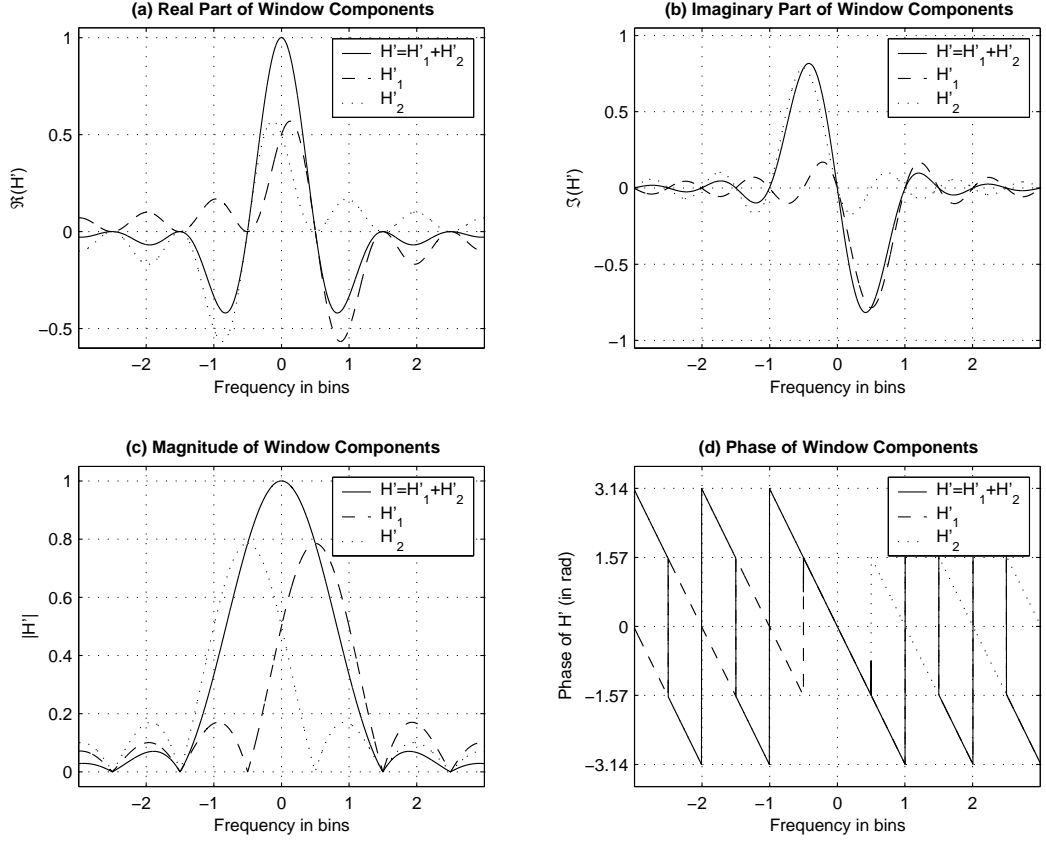 (a) Real Part of Window Components
1
0.5
0
−0.5
−2
−1
0
1
2
ℜ(H')
Frequency in bins
H'=H'1+H'2
H'1
H'2
(b) Imaginary Part of Window Components
1
0.5
0
−0.5
−1
−2
−1
0
1
2
ℑ(H')
Frequency in bins
H'=H'1+H'2
H'1
H'2
(c) Magnitude of Window Components
1
0.8
0.6
0.4
0.2
0
−2
−1
0
1
2
|H'|
Frequency in bins
H'=H'1+H'2
H'1
H'2
(d) Phase of Window Components
3.14
1.57
0
−1.57
−3.14
−2
−1
0
1
2
Phase of H' (in rad)
Frequency in bins
H'=H'1+H'2
H'1
H'2